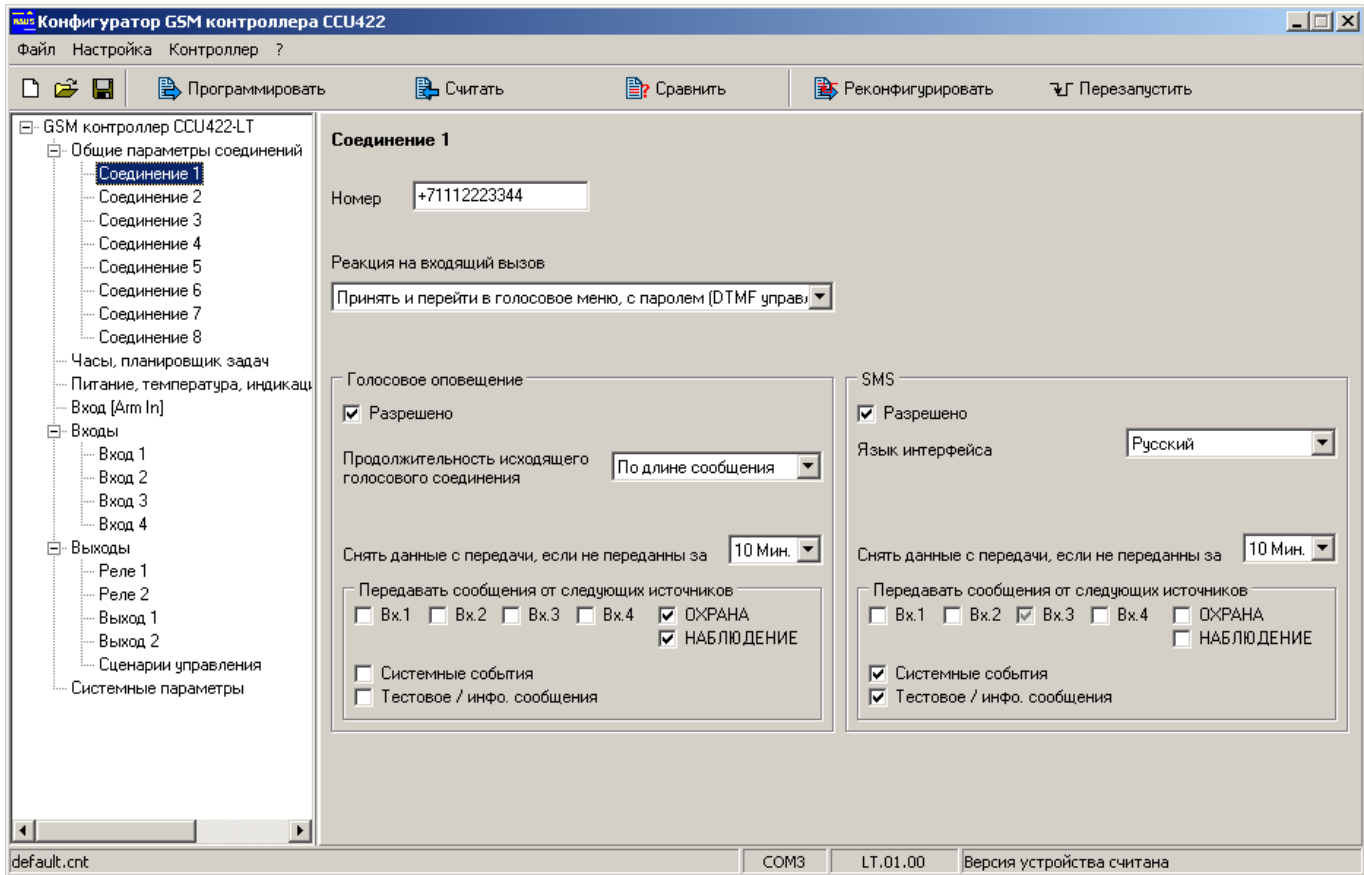 Конфигуратор GSM контроллера CCU422
Файл Настройка Контроллер ?
Программировать Считать Сравнить Реконфигурировать Перезапустить
GSM контроллер CCU422-LT
Общие параметры соединений
Соединение 1
Соединение 2
Соединение 3
Соединение 4
Соединение 5
Соединение 6
Соединение 7
Соединение 8
Часы, планировщик задач
Питание, температура, индикаци
Вход [Arm In]
Входы
Вход 1
Вход 2
Вход 3
Вход 4
Выходы
Реле 1
Реле 2
Выход 1
Выход 2
Сценарии управления
Системные параметры
Соединение 1
Номер +71112223344
Реакция на входящий вызов
Принять и перейти в голосовое меню, с паролем (DTMF управл
Голосовое оповещение
Разрешено
Продолжительность исходящего
голосового соединения
По длине сообщения
Снять данные с передачи, если не переданны за 10 Мин.
Передавать сообщения от следующих источников
Вх.1 Вх.2 Вх.3 Вх.4 ОХРАНА
НАБЛЮДЕНИЕ
Системные события
Тестовое / инфо. сообщения
SMS
Разрешено
Язык интерфейса Русский
Снять данные с передачи, если не переданны за 10 Мин.
Передавать сообщения от следующих источников
Вх.1 Вх.2 Вх.3 Вх.4 ОХРАНА
НАБЛЮДЕНИЕ
Системные события
Тестовое / инфо. сообщения
default.cnt COM3 LT.01.00 Версия устройства считана